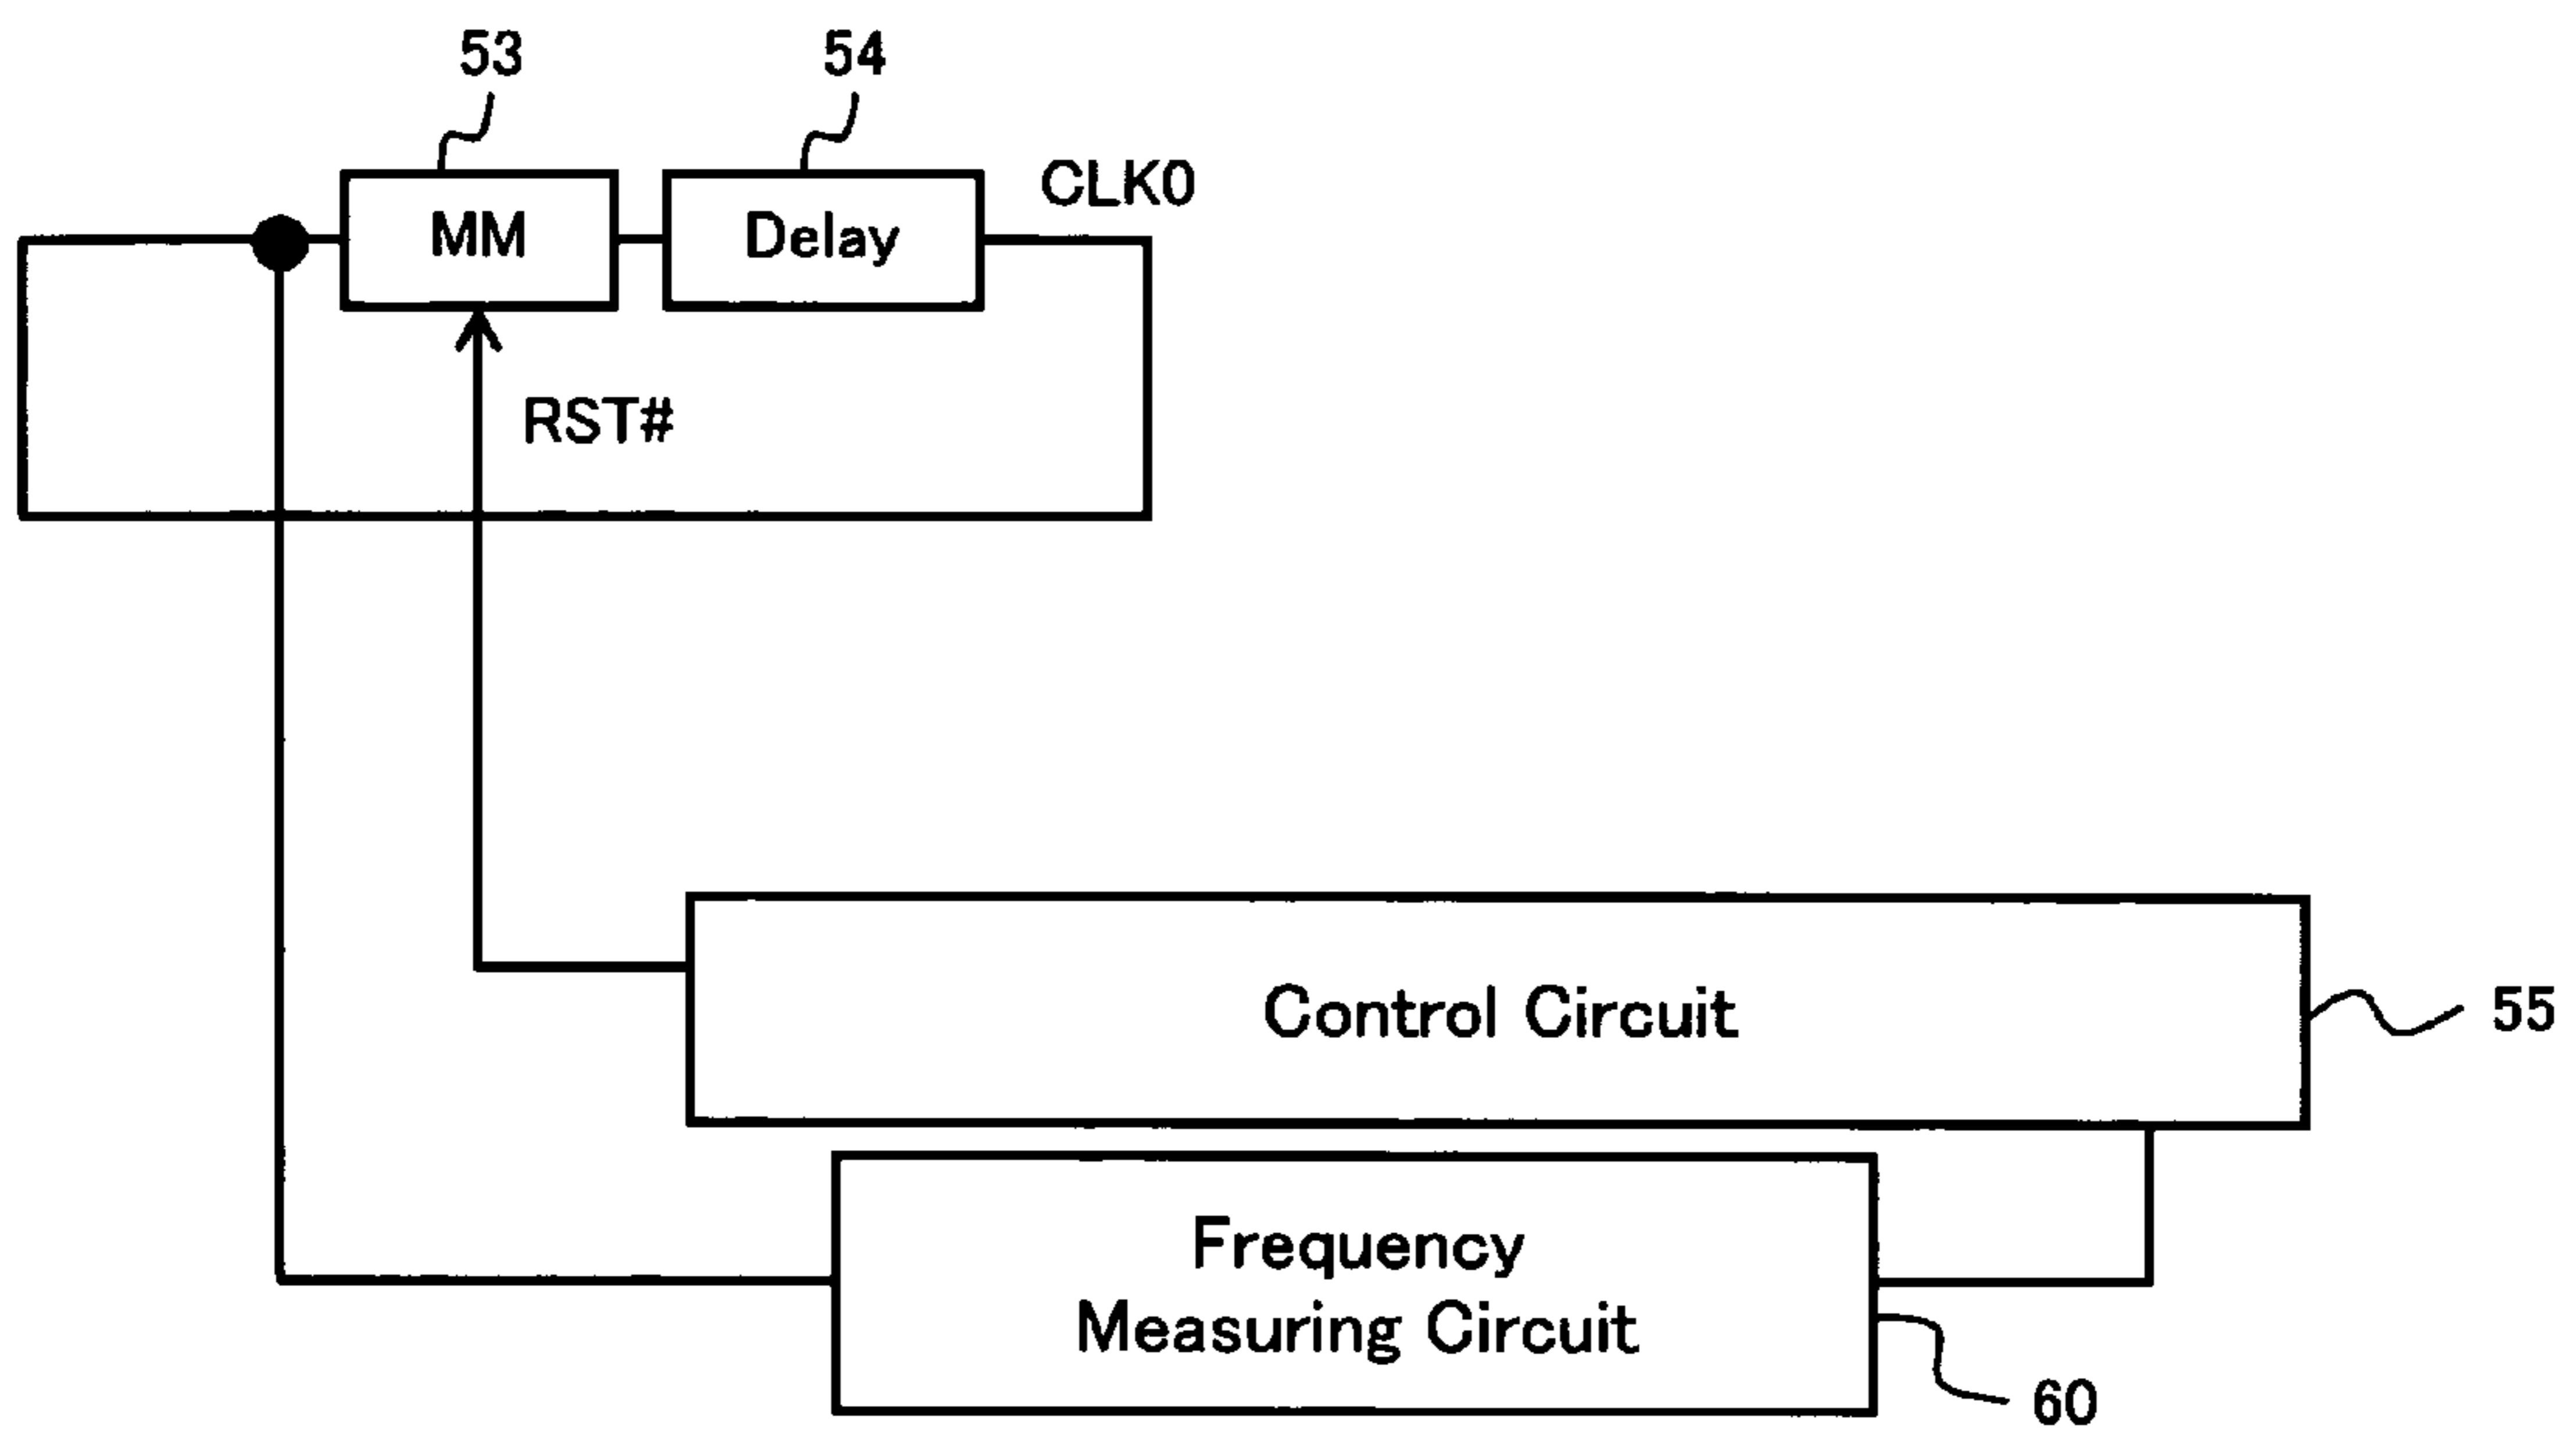 53
54
MM
Delay
CLK0
RST#
Control Circuit
55
Frequency
Measuring Circuit
60